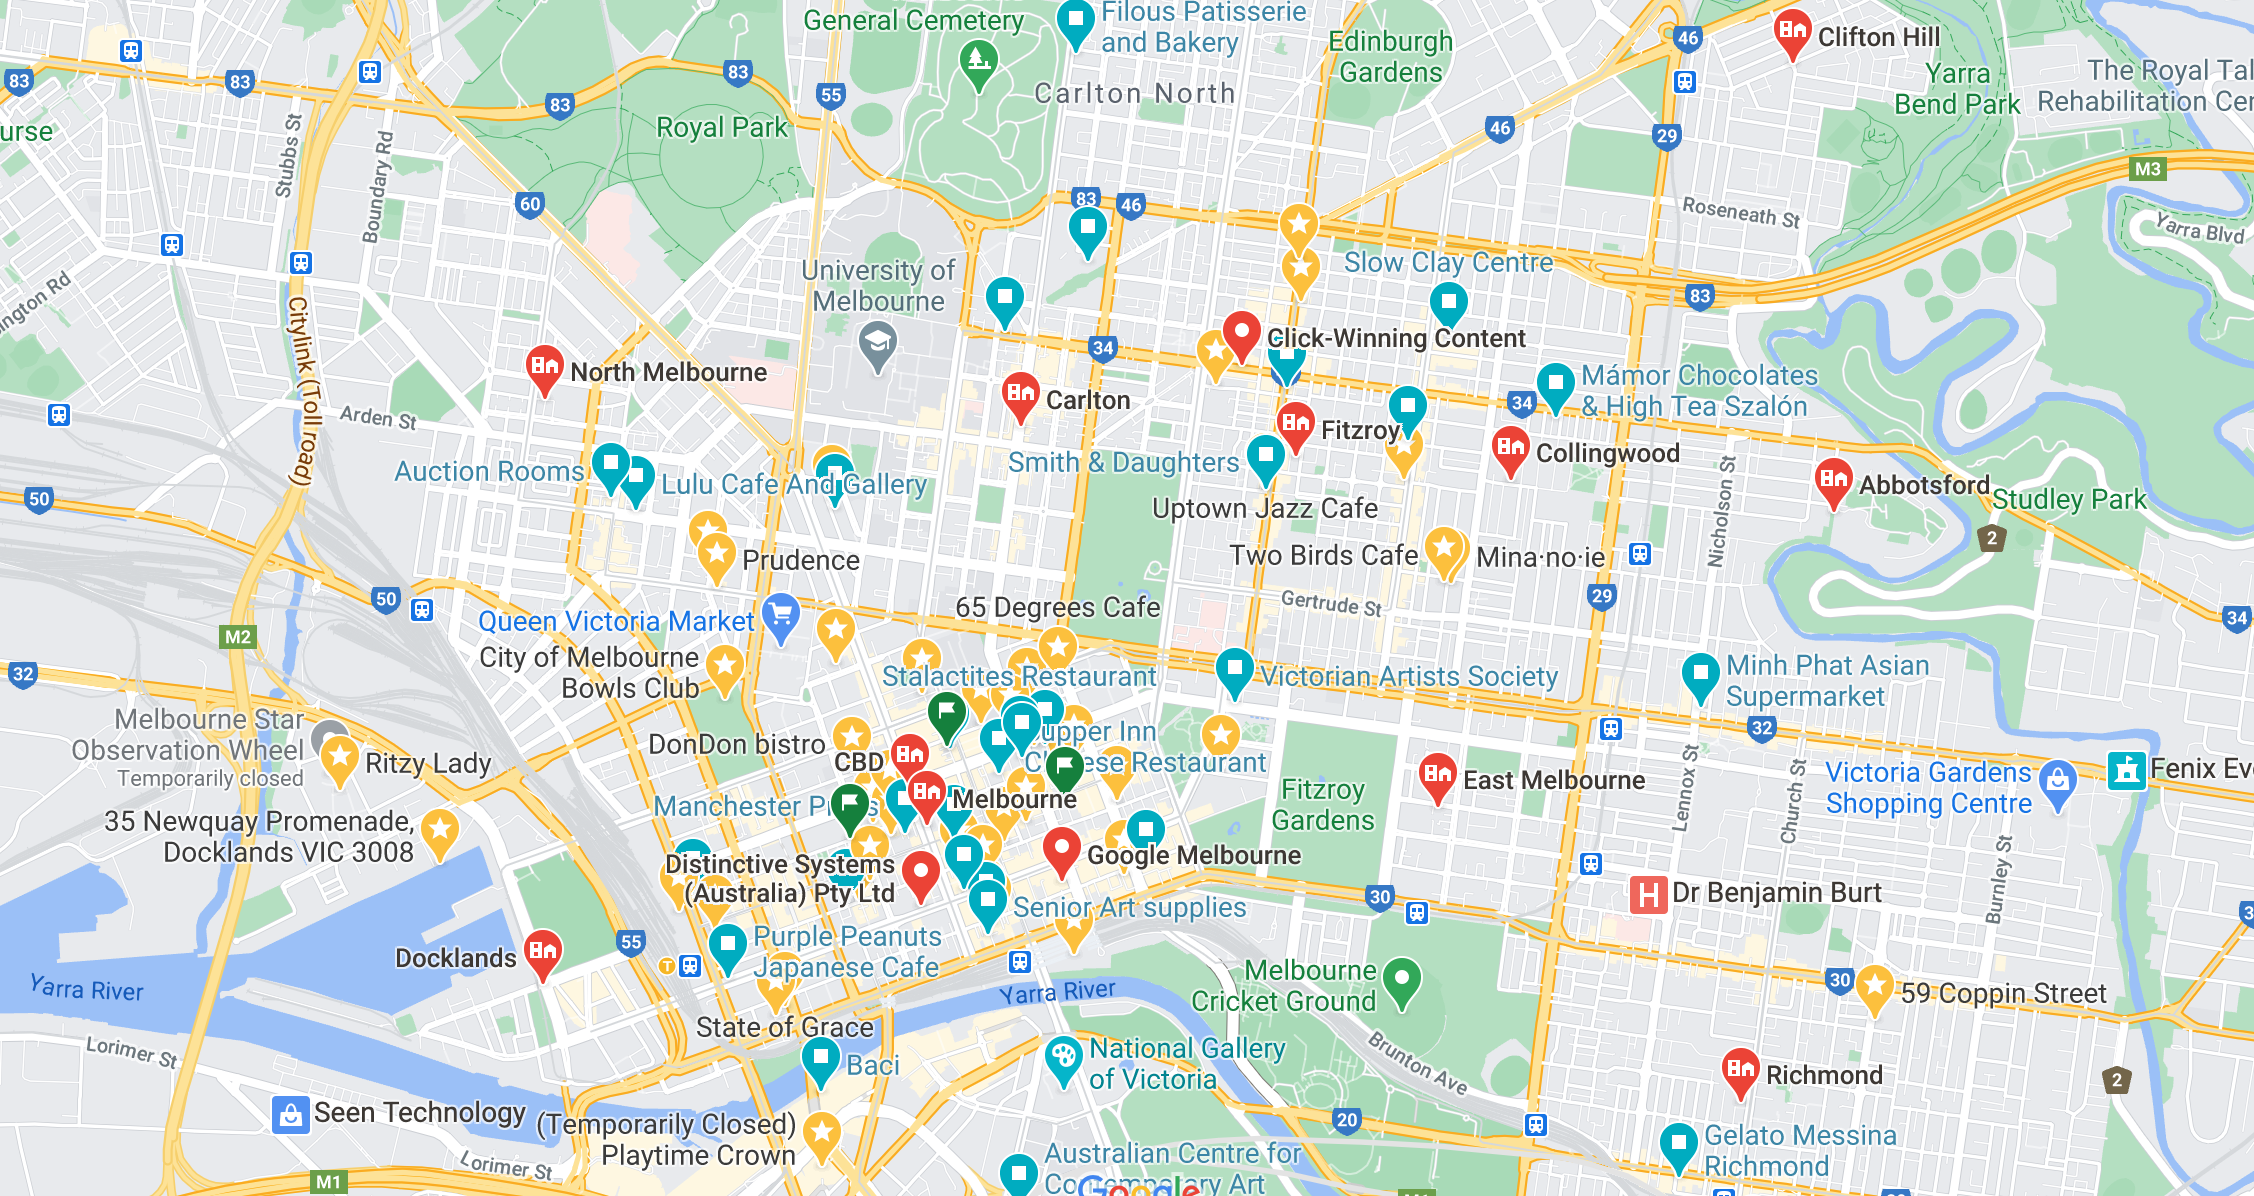 General Cemetery
Filous Patisserie
and Bakery
Edinburgh
Gardens
46
Clifton Hill
83
83
83
83
55
Carlton North
Yarra
Bend Park
The Royal Tal
Rehabilitation Cen
urse
Stubbs St
Boundary Rd
Royal Park
46
29
M3
60
83
46
Roseneath St
Yarra Blvd
ington Rd
Citylink (Toll road)
University of
Melbourne
Slow Clay Centre
83
Click-Winning Content
34
North Melbourne
Arden St
Carlton
Mámor Chocolates
& High Tea Szalón
34
Fitzroy
Collingwood
Auction Rooms
Lulu Cafe And Gallery
Smith & Daughters
Uptown Jazz Cafe
Nicholson St
Abbotsford
Studley Park
50
2
Prudence
Two Birds Cafe
Mina·no·ie
50
Queen Victoria Market
65 Degrees Cafe
Gertrude St
29
34
M2
City of Melbourne
Bowls Club
Stalactites Restaurant
Victorian Artists Society
Minh Phat Asian
Supermarket
32
Melbourne Star
Observation Wheel
Temporarily closed
Ritzy Lady
DonDon bistro
CBD
upper Inn
Restaurant
32
Lennox St
Church St
Fitzroy
Gardens
East Melbourne
Victoria Gardens
Shopping Centre
Fenix Eve
Manchester
Melbourne
35 Newquay Promenade,
Docklands VIC 3008
Distinctive Systems
(Australia) Pty Ltd
Google Melbourne
30
Dr Benjamin Burt
Burnley St
Senior Art supplies
55
Purple Peanuts
Japanese Cafe
Docklands
T
Melbourne
Cricket Ground
30
59 Coppin Street
Yarra River
Yarra River
State of Grace
Lorimer St
Baci
National Gallery
of Victoria
Brunton Ave
Richmond
2
Seen Technology
(Temporarily Closed)
Playtime Crown
20
Gelato Messina
Richmond
Lorimer St
Australian Centre for
Contemporary Art
M1
Google